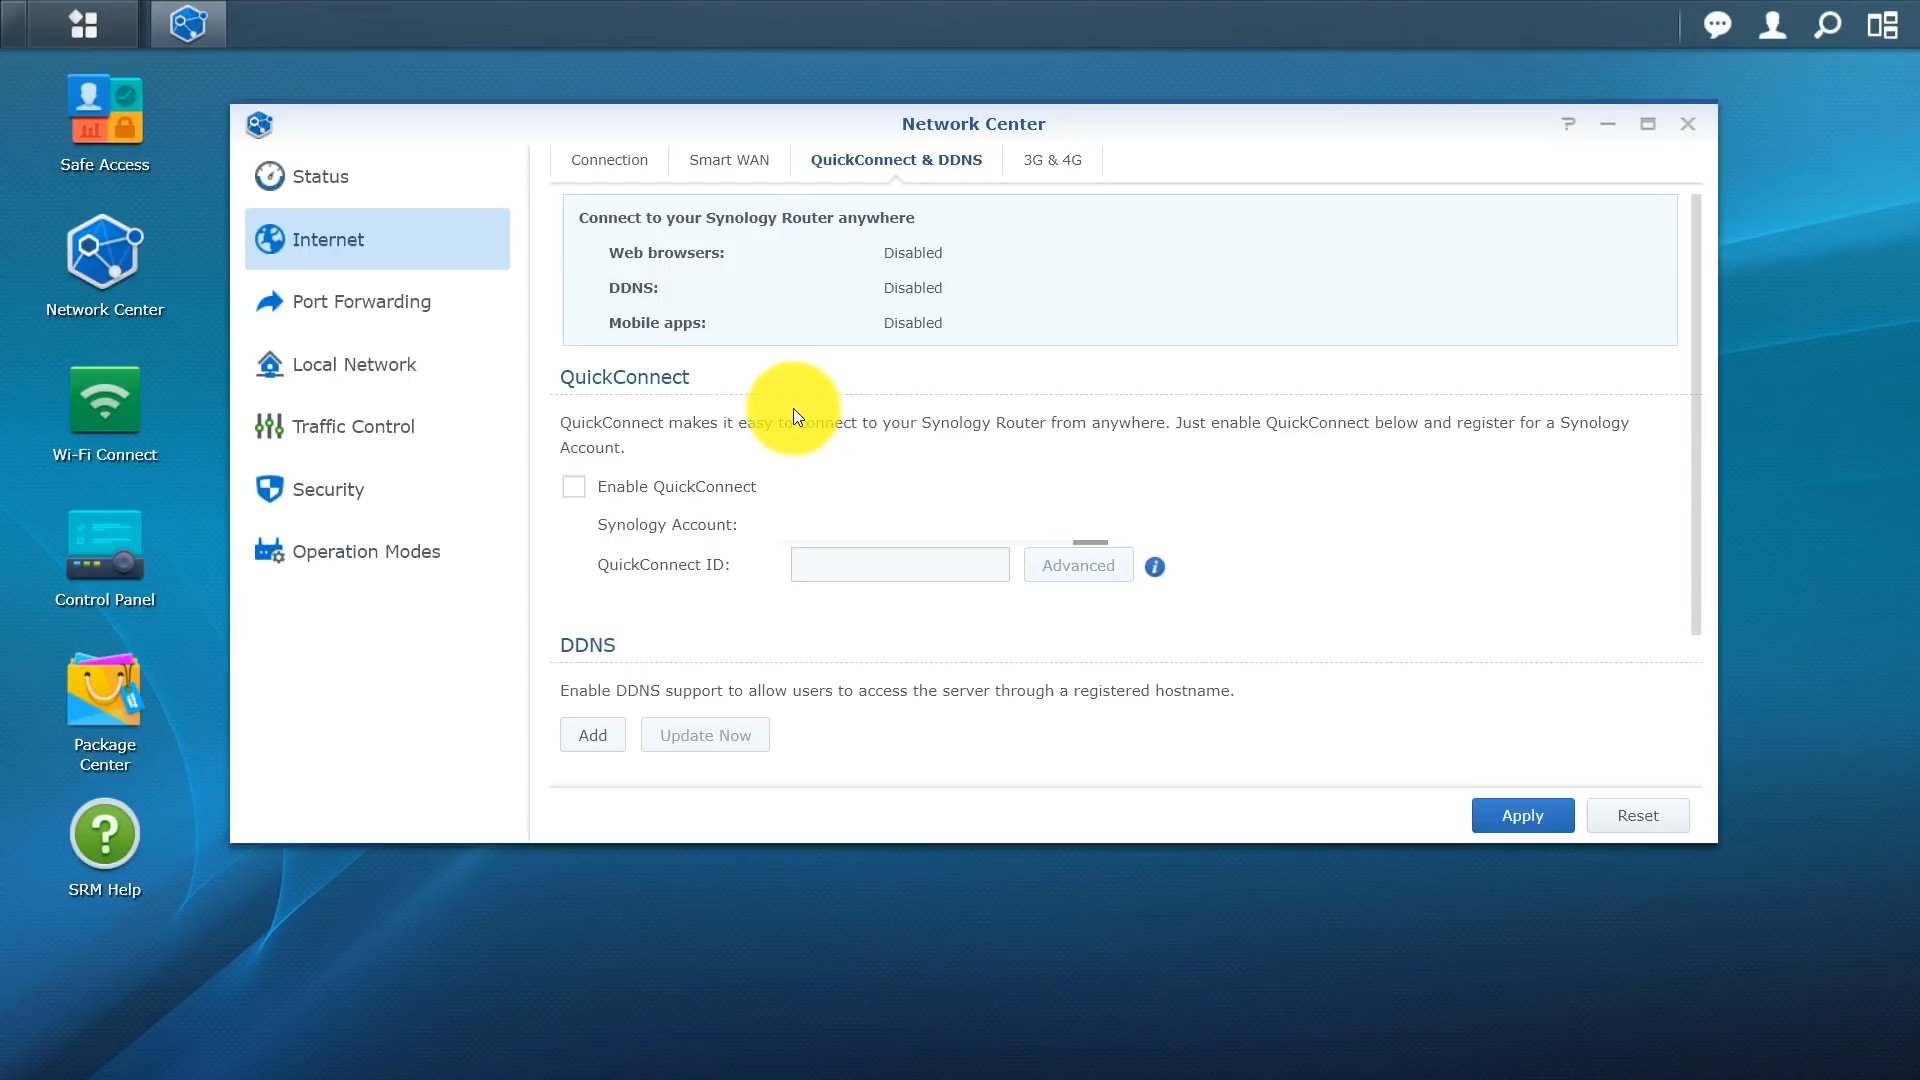 Network Center
Safe Access
Network Center
Wi-Fi Connect
Control Panel
Package
Center
SRM Help
Status
Internet
Port Forwarding
Local Network
Traffic Control
Security
Operation Modes
Connection
Smart WAN
QuickConnect & DDNS
3G & 4G
Connect to your Synology Router anywhere
Web browsers: Disabled
DDNS: Disabled
Mobile apps: Disabled
QuickConnect
QuickConnect makes it easy to connect to your Synology Router from anywhere. Just enable QuickConnect below and register for a Synology
Account.
Enable QuickConnect
Synology Account:
QuickConnect ID:
Advanced
DDNS
Enable DDNS support to allow users to access the server through a registered hostname.
Add
Update Now
Apply
Reset